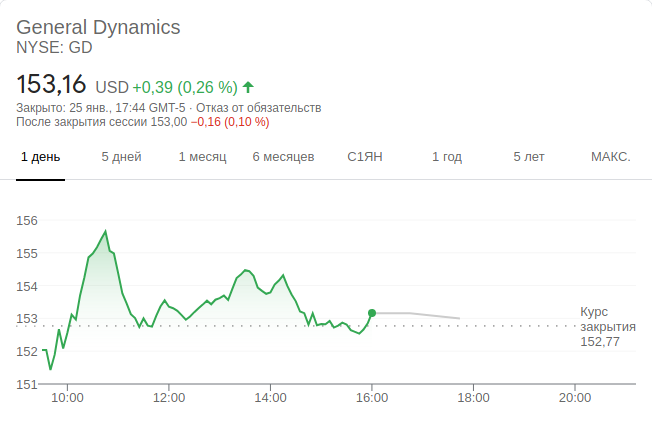 General Dynamics
NYSE: GD
153,16 USD +0,39 (0,26 %)
Закрыто: 25 янв., 17:44 GMT-5 · Отказ от обязательств
После закрытия сессии 153,00 −0,16 (0,10 %)
1 день 5 дней 1 месяц 6 месяцев С1ЯН 1 год 5 лет МАКС.
156
155
154
153
152
151
Курс
закрытия
152,77
10:00 12:00 14:00 16:00 18:00 20:00